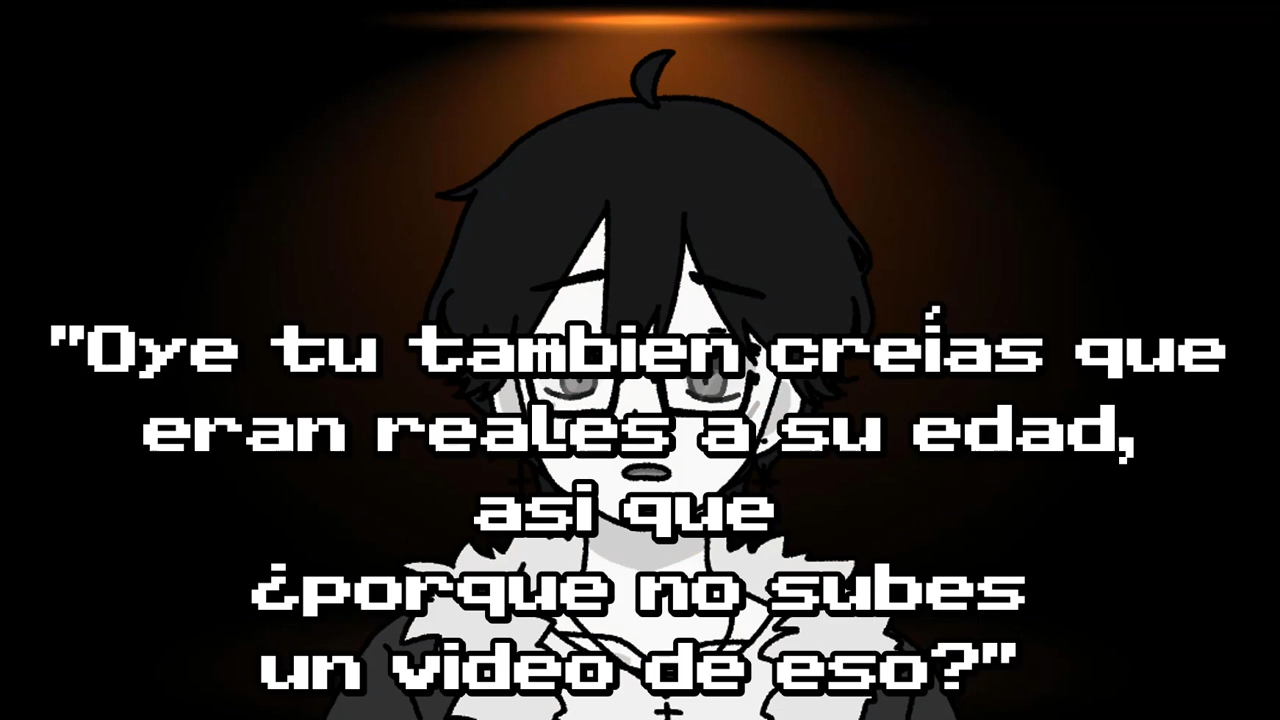 "Oye tu tambien creías que
eran reales a su edad,
asi que
¿porque no subes
un video de eso?"